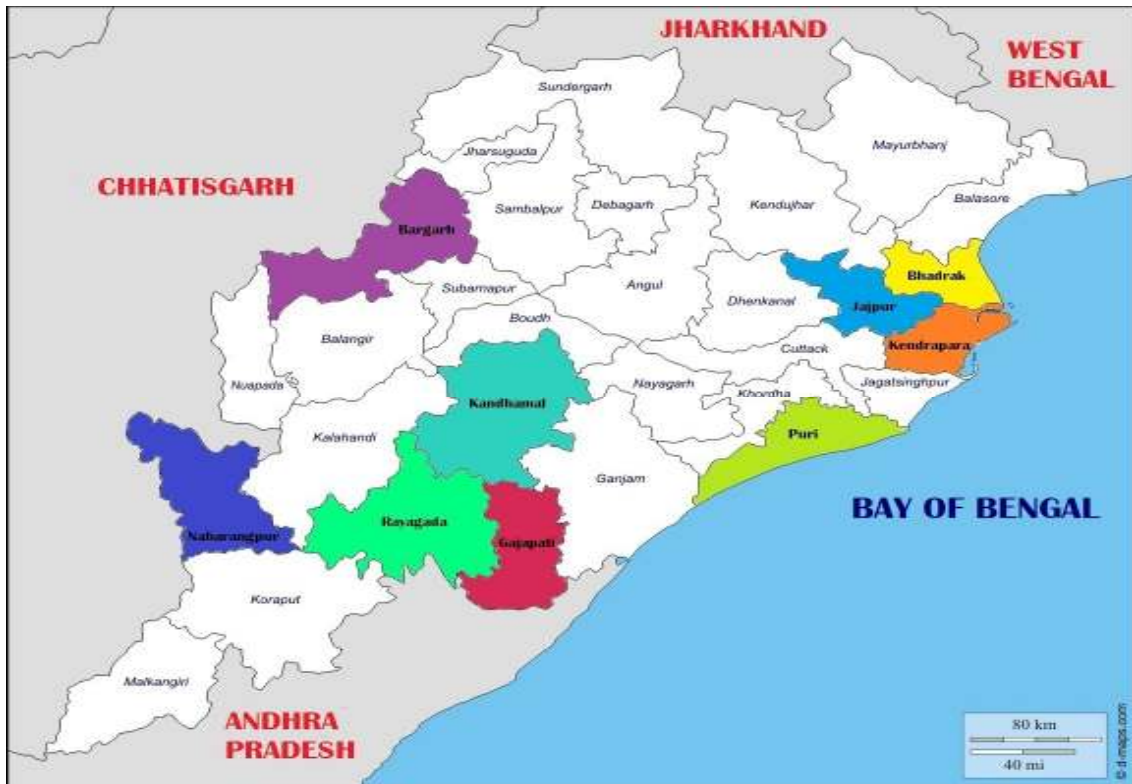 JHARKHAND
WEST
BENGAL
Sundergarh
Mayurbhanj
Jharsuguda
CHHATISGARH
Sambalpur
Debagarh
Kendujhar
Balasore
Bargarh
Bhadrak
Subarnapur
Angul
Dhenkanal
Jajpur
Boudh
Balangir
Cuttack
Kendrapara
Nuapada
Nayagarh
Khordha
Jagatsinghpur
Kandhamal
Kalahandi
Puri
Ganjam
BAY OF BENGAL
Rayagada
Nabarangpur
Gajapati
Koraput
Malkangiri
ANDHRA
PRADESH
80 km
40 mi
© d-maps.com